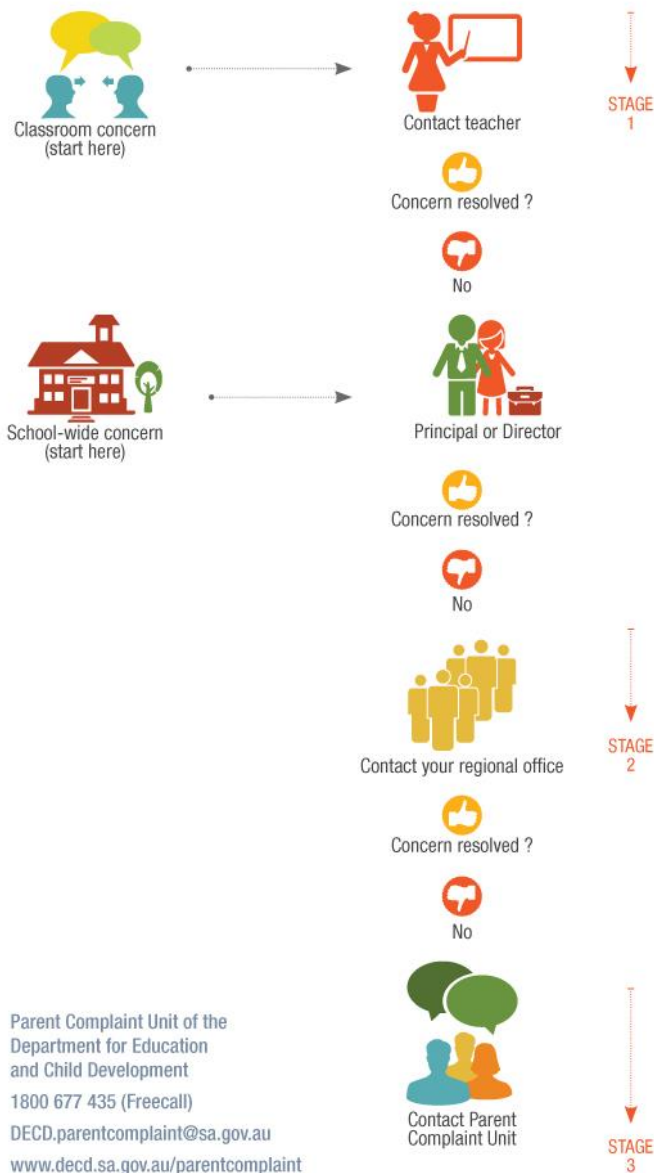 Classroom concern
(start here)
Contact teacher
STAGE
1
Concern resolved ?
No
School-wide concern
(start here)
Principal or Director
Concern resolved ?
No
Contact your regional office
STAGE
2
Concern resolved ?
No
Parent Complaint Unit of the
Department for Education
and Child Development
1800 677 435 (Freecall)
DECD.parentcomplaint@sa.gov.au
www.decd.sa.gov.au/parentcomplaint
Contact Parent
Complaint Unit
STAGE
3